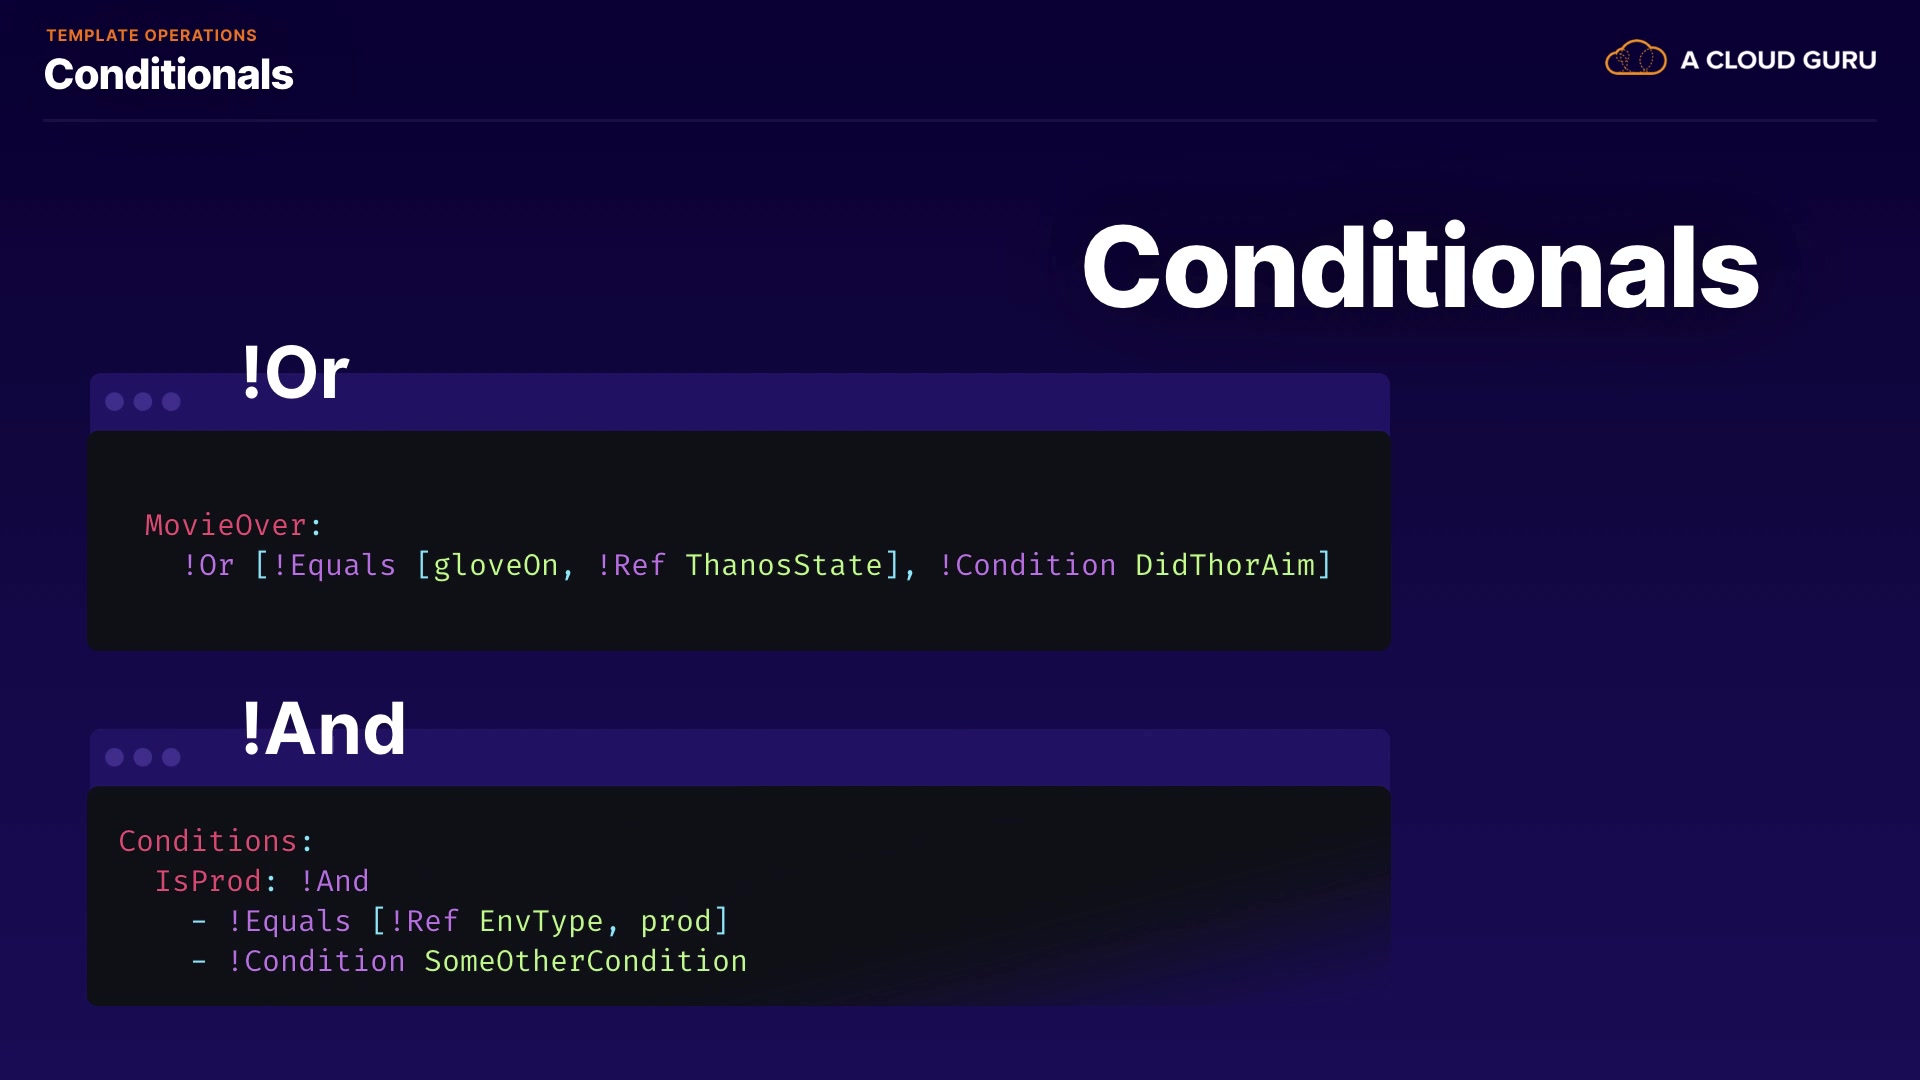 TEMPLATE OPERATIONS
Conditionals
A CLOUD GURU
Conditionals
!Or
MovieOver:
!Or [!Equals [gloveOn, !Ref ThanosState], !Condition DidThorAim]
!And
Conditions:
IsProd: !And
- !Equals [!Ref EnvType, prod]
- !Condition SomeOtherCondition